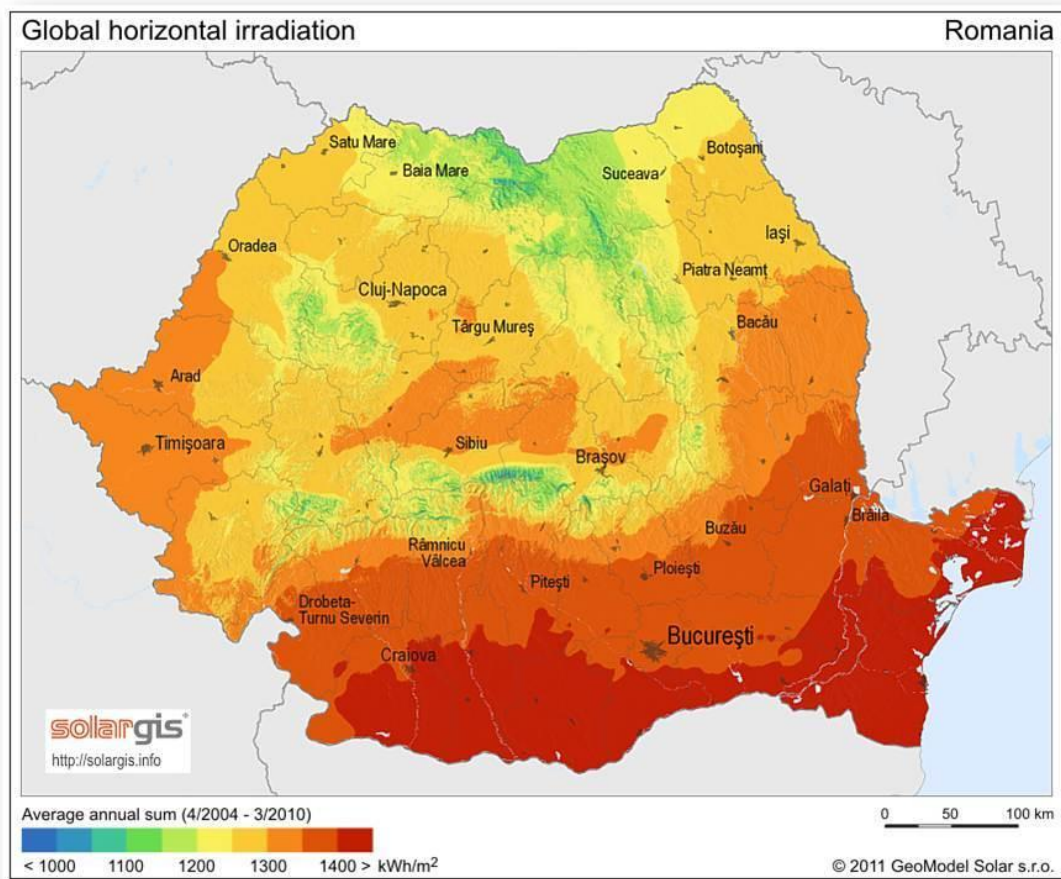 Global horizontal irradiation
Romania
Satu Mare
Baia Mare
Botoşani
Suceava
Iaşi
Oradea
Piatra Neamţ
Cluj-Napoca
Târgu Mureş
Bacău
Arad
Timişoara
Sibiu
Braşov
Galati
Brăila
Buzău
Râmnicu
Vâlcea
Ploieşti
Piteşti
Drobeta-
Turnu Severin
Bucureşti
Craiova
solargis
http://solargis.info
Average annual sum (4/2004 - 3/2010)
0 50 100 km
< 1000 1100 1200 1300 1400 > kWh/m²
© 2011 GeoModel Solar s.r.o.